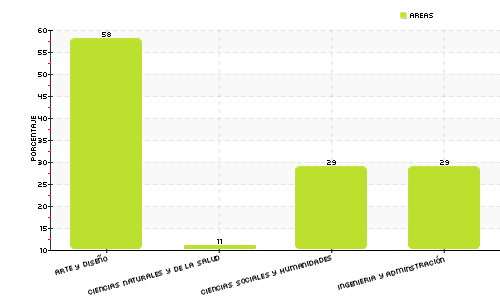 AREAS
60
55
50
45
40
35
30
25
20
15
10
PORCENTAJE
58
11
29
29
ARTE Y DISEÑO
CIENCIAS NATURALES Y DE LA SALUD
CIENCIAS SOCIALES Y HUMANIDADES
INGENIERIA Y ADMINSTRACIÓN